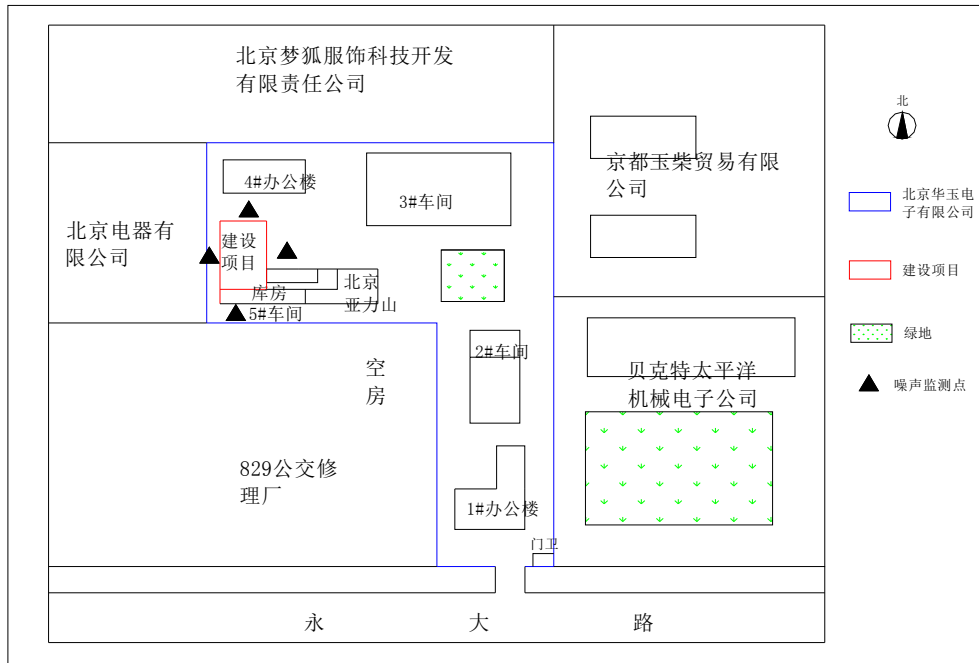 北京梦狐服饰科技开发
有限责任公司
北
京都玉柴贸易有限
公司
4#办公楼
3#车间
北京华玉电
子有限公司
北京电器有
限公司
建设
项目
建设项目
北京
亚力山
库房
5#车间
绿地
空
房
2#车间
贝克特太平洋
机械电子公司
噪声监测点
829公交修
理厂
1#办公楼
门卫
永 大 路